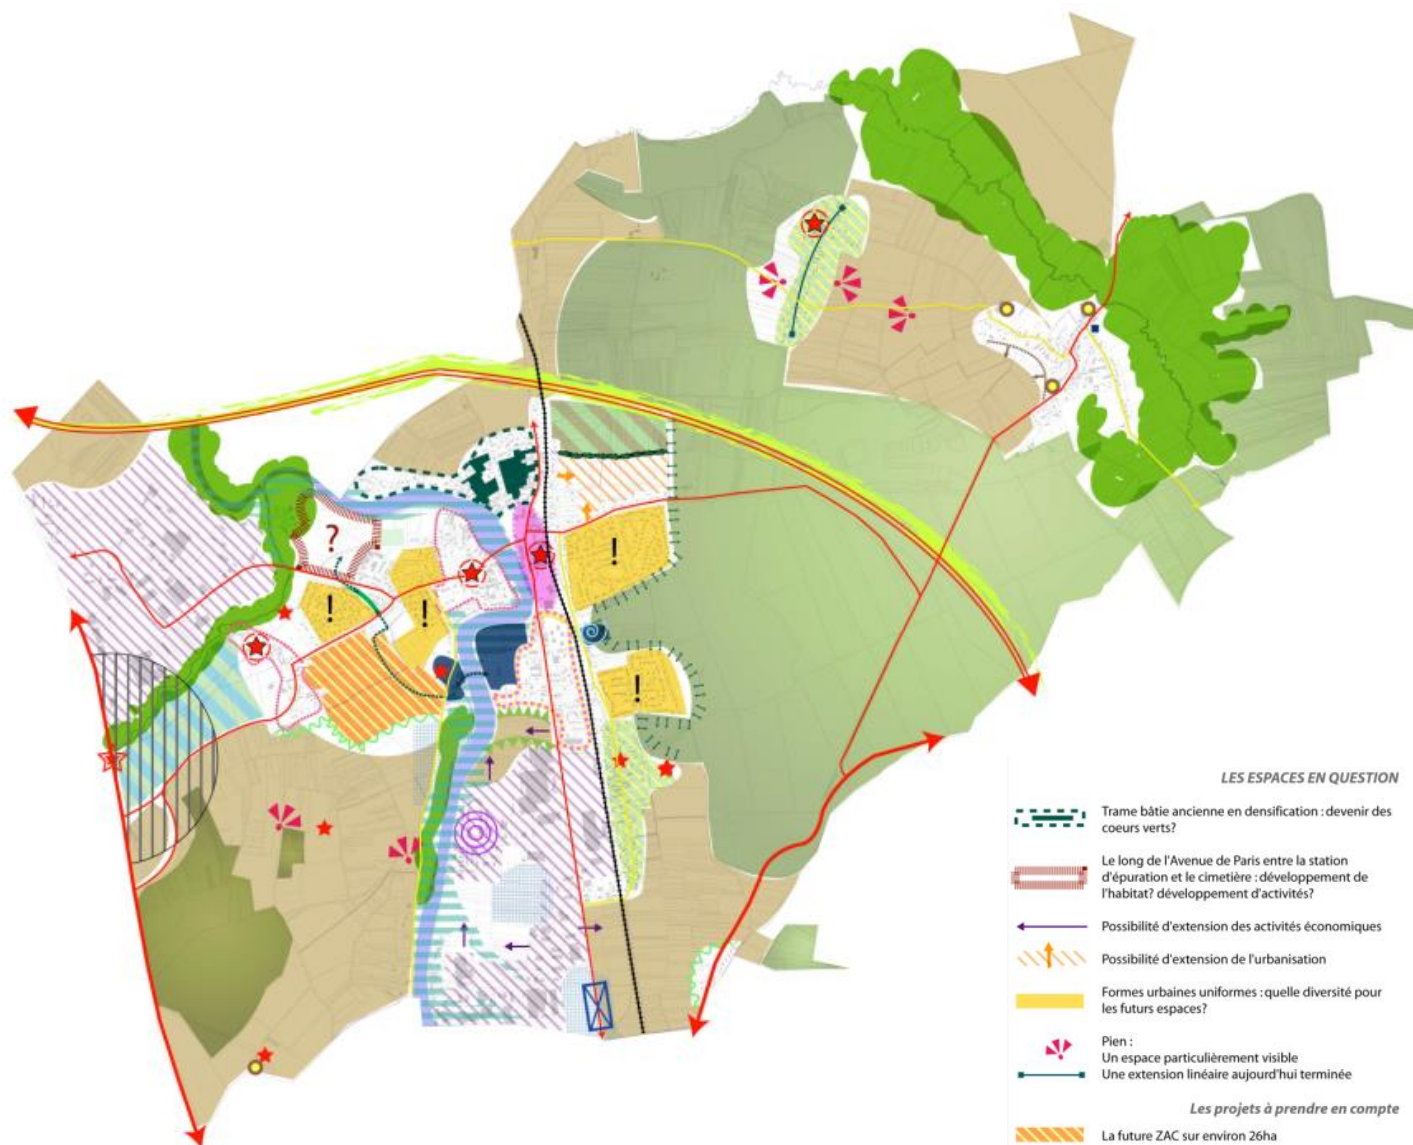 ?
!
!
!
!
LES ESPACES EN QUESTION
Trame bâtie ancienne en densification : devenir des
coeurs verts?
Le long de l'Avenue de Paris entre la station
d'épuration et le cimetière : développement de
l'habitat? développement d'activités?
Possibilité d'extension des activités économiques
Possibilité d'extension de l'urbanisation
Formes urbaines uniformes : quelle diversité pour
les futurs espaces?
Pien :
Un espace particulièrement visible
Une extension linéaire aujourd'hui terminée
Les projets à prendre en compte
La future ZAC sur environ 26ha